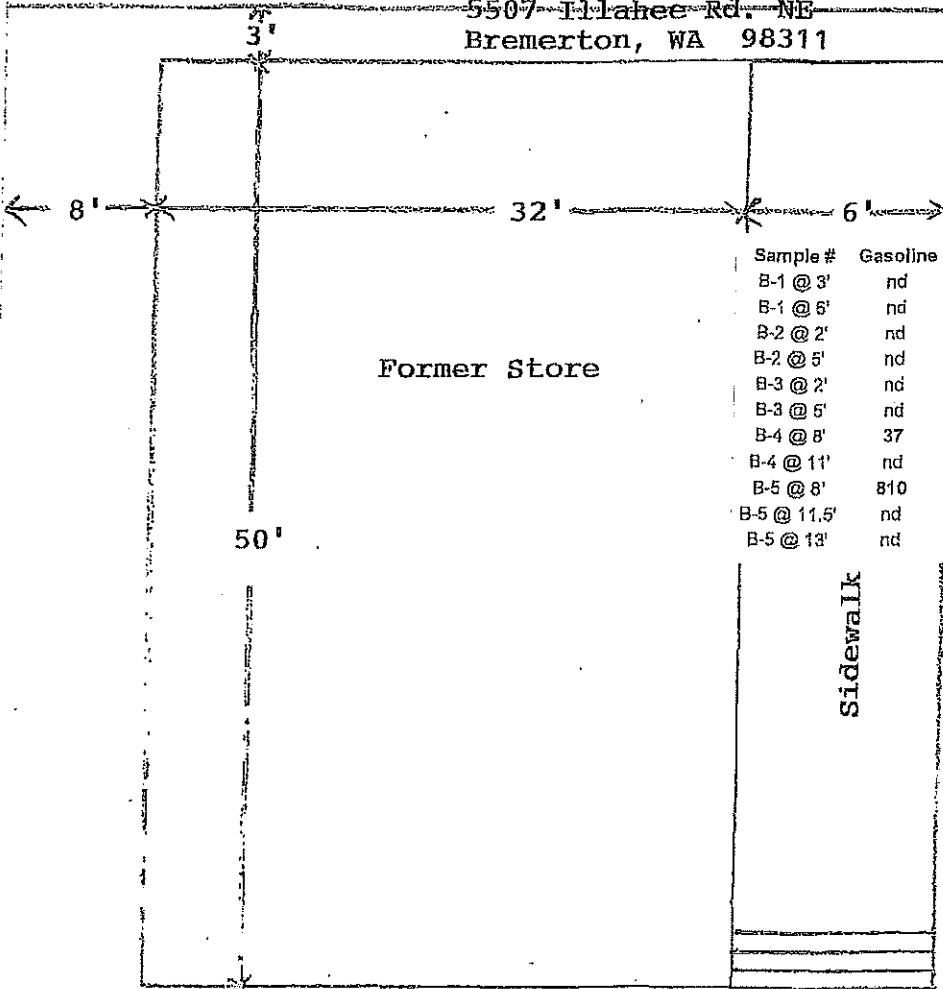 5507 Illahee Rd. NE
3'
Bremerton, WA 98311
8'
32'
6'
Sample # Gasoline
B-1 @ 3' nd
B-1 @ 6' nd
B-2 @ 2' nd
B-2 @ 5' nd
B-3 @ 2' nd
B-3 @ 5' nd
B-4 @ 8' 37
B-4 @ 11' nd
B-5 @ 8' 810
B-5 @ 11.5' nd
B-5 @ 13' nd
Former Store
50'
Sidewalk